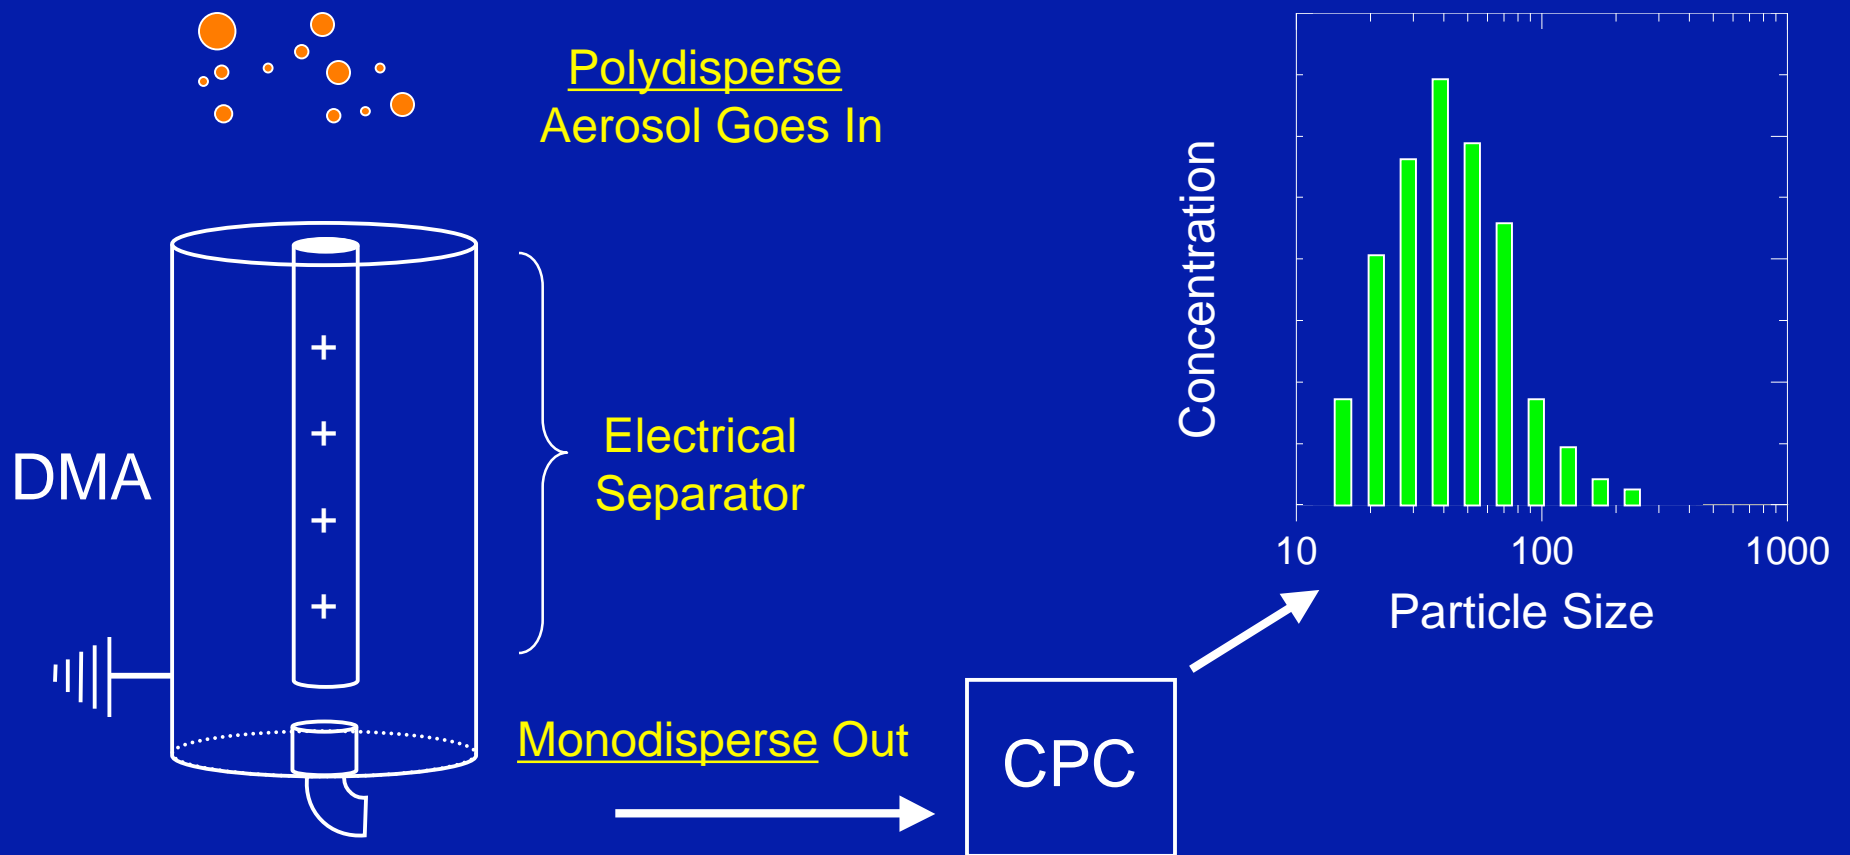 Polydisperse
Aerosol Goes In
DMA
+
+
+
+
Electrical
Separator
Monodisperse Out
CPC
Concentration
10 100 1000
Particle Size